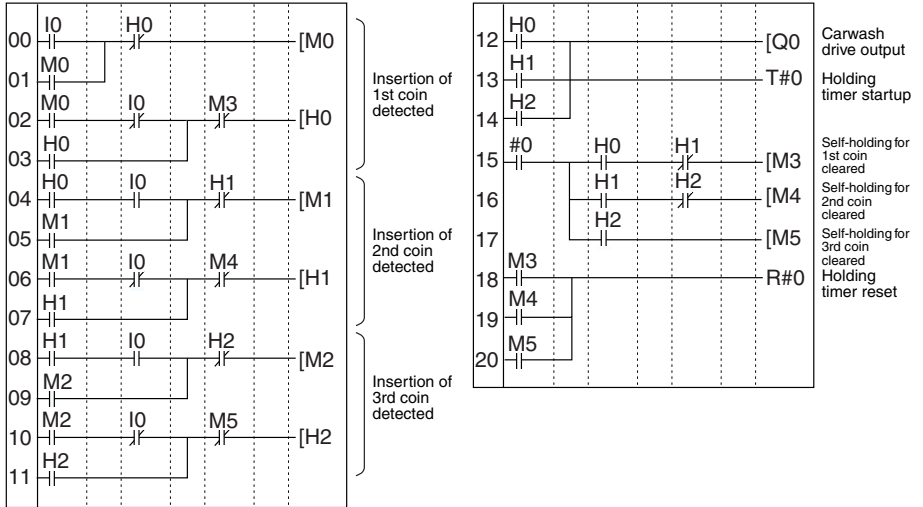 I0 H0
00 [M0
M0
01
M0 I0 M3
02 [H0
H0
03
Insertion of
1st coin
detected
H0 I0 H1
04 [M1
M1
05
M1 I0 M4
06 [H1
H1
07
Insertion of
2nd coin
detected
H1 I0 H2
08 [M2
M2
09
M2 I0 M5
10 [H2
H2
11
Insertion of
3rd coin
detected
H0
12 [Q0
Carwash
drive output
H1
13 T#0
Holding
timer startup
H2
14
#0 H0 H1
15 [M3
Self-holding for
1st coin
cleared
H1 H2
16 [M4
Self-holding for
2nd coin
cleared
H2
17 [M5
Self-holding for
3rd coin
cleared
M3
18 R#0
Holding
timer reset
M4
19
M5
20